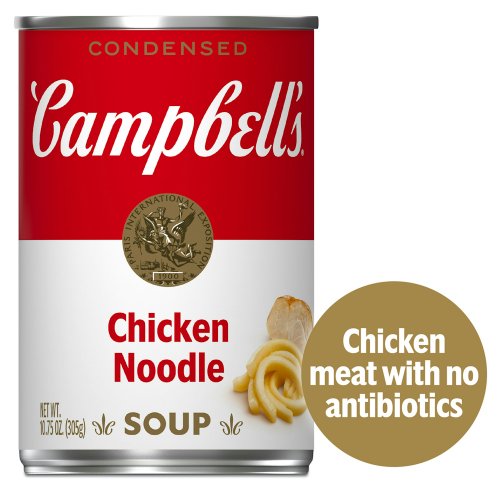 CONDENSED
Campbell's
PARIS INTERNATIONAL EXPOSITION
1900
Chicken
Noodle
NET WT.
10.75 OZ. (305g)
SOUP
Chicken
meat with no
antibiotics